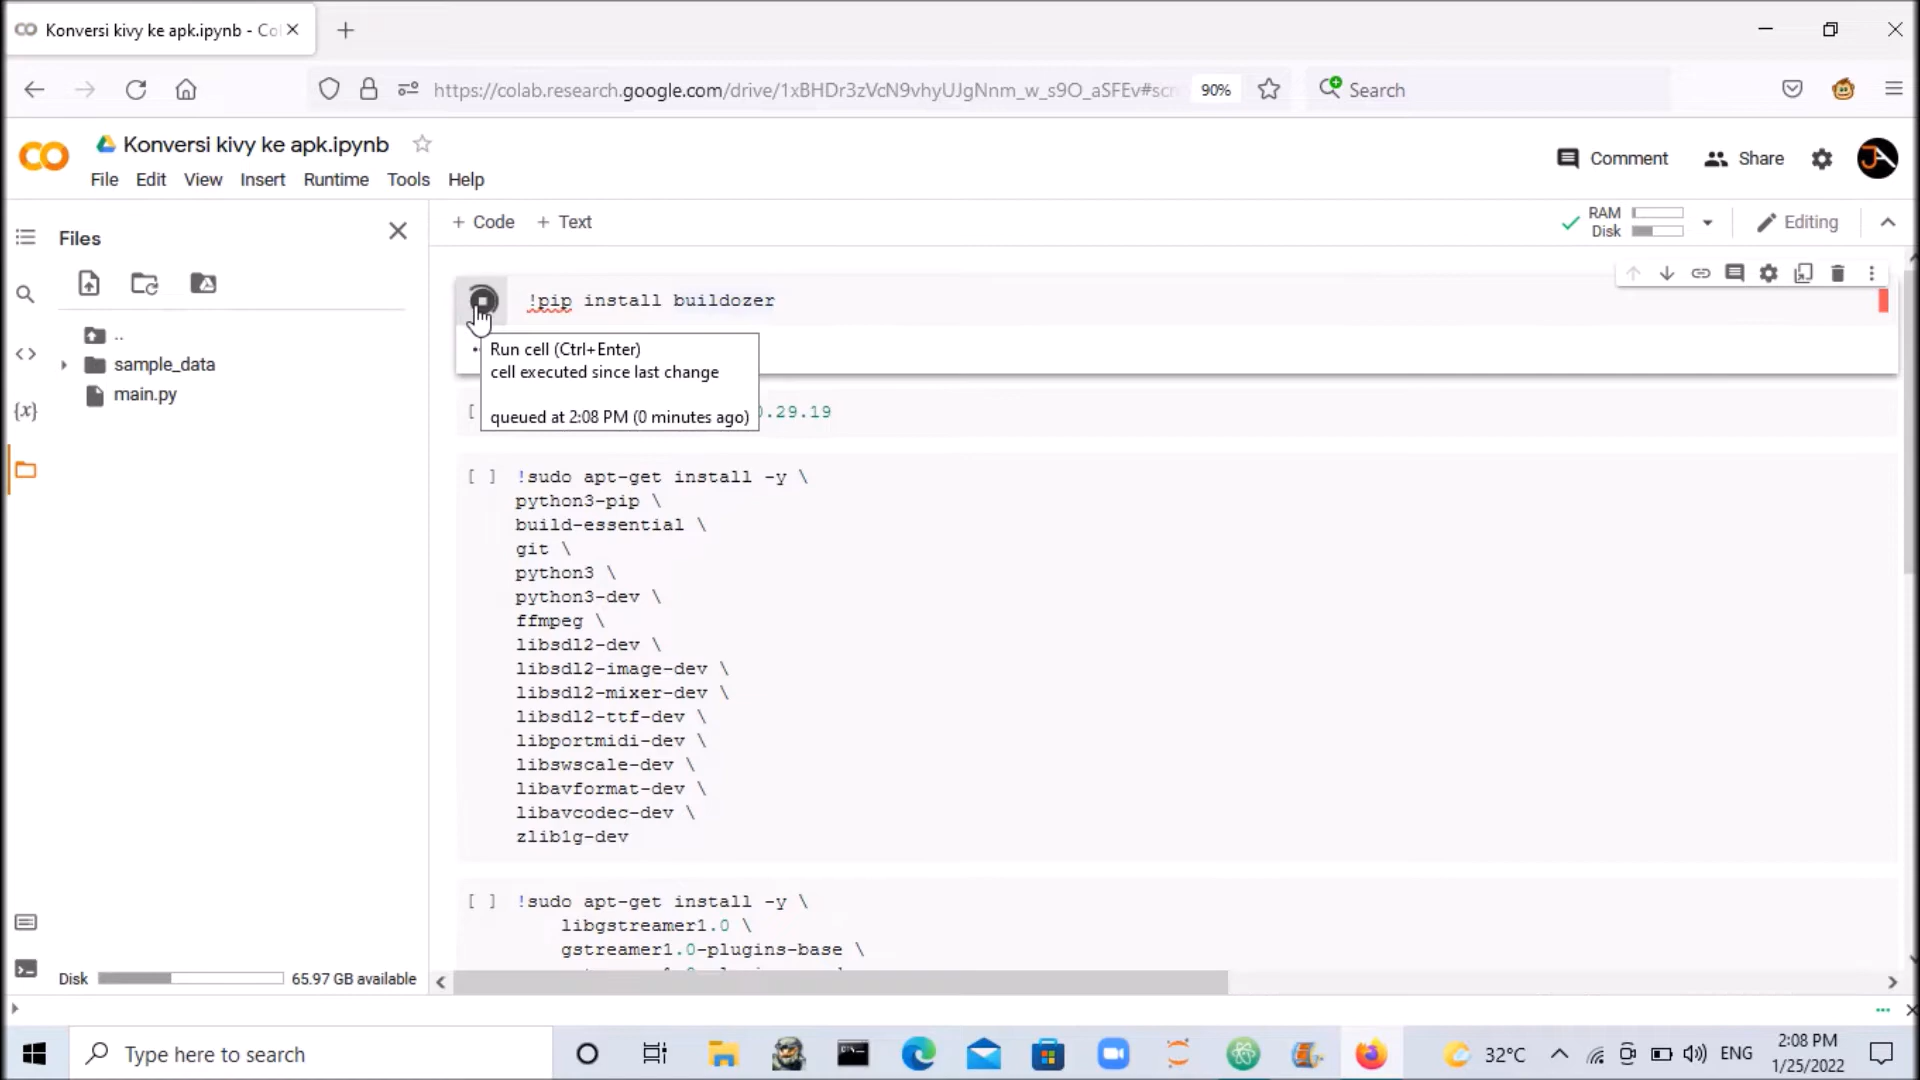 Konversi kivy ke apk.ipynb - Co
https://colab.research.google.com/drive/1xBHDr3zVcN9vhyUJgNnm_w_s9O_aSFEv#scr
90%
Search
Konversi kivy ke apk.ipynb
Comment
Share
File Edit View Insert Runtime Tools Help
+ Code + Text
RAM
Disk
Editing
Files
..
sample_data
main.py
!pip install buildozer
Run cell (Ctrl+Enter)
cell executed since last change
queued at 2:08 PM (0 minutes ago)
.29.19
[ ] !sudo apt-get install -y \
python3-pip \
build-essential \
git \
python3 \
python3-dev \
ffmpeg \
libsdl2-dev \
libsdl2-image-dev \
libsdl2-mixer-dev \
libsdl2-ttf-dev \
libportmidi-dev \
libswscale-dev \
libavformat-dev \
libavcodec-dev \
zlib1g-dev
[ ] !sudo apt-get install -y \
libgstreamer1.0 \
gstreamer1.0-plugins-base \
Disk
65.97 GB available
Type here to search
32°C
ENG
2:08 PM
1/25/2022